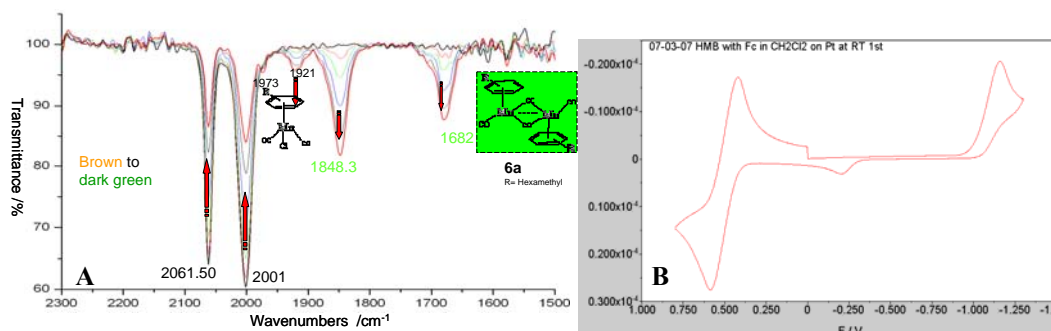 100
90
80
70
60
Transmittance /%
2300
2200
2100
2000
1900
1800
1700
1600
1500
Wavenumbers /cm-1
1973
1921
R
Mn
OC
Cl
CO
Brown to
dark green
1848.3
1682
2061.50
2001
A
6a
R= Hexamethyl
07-03-07 HMB with Fc in CH2Cl2 on Pt at RT 1st
-0.200x10-4
-0.100x10-4
0
0.100x10-4
0.200x10-4
0.300x10-4
1.000
0.750
0.500
0.250
0
-0.250
-0.500
-0.750
-1.000
-1.250
E / V
B